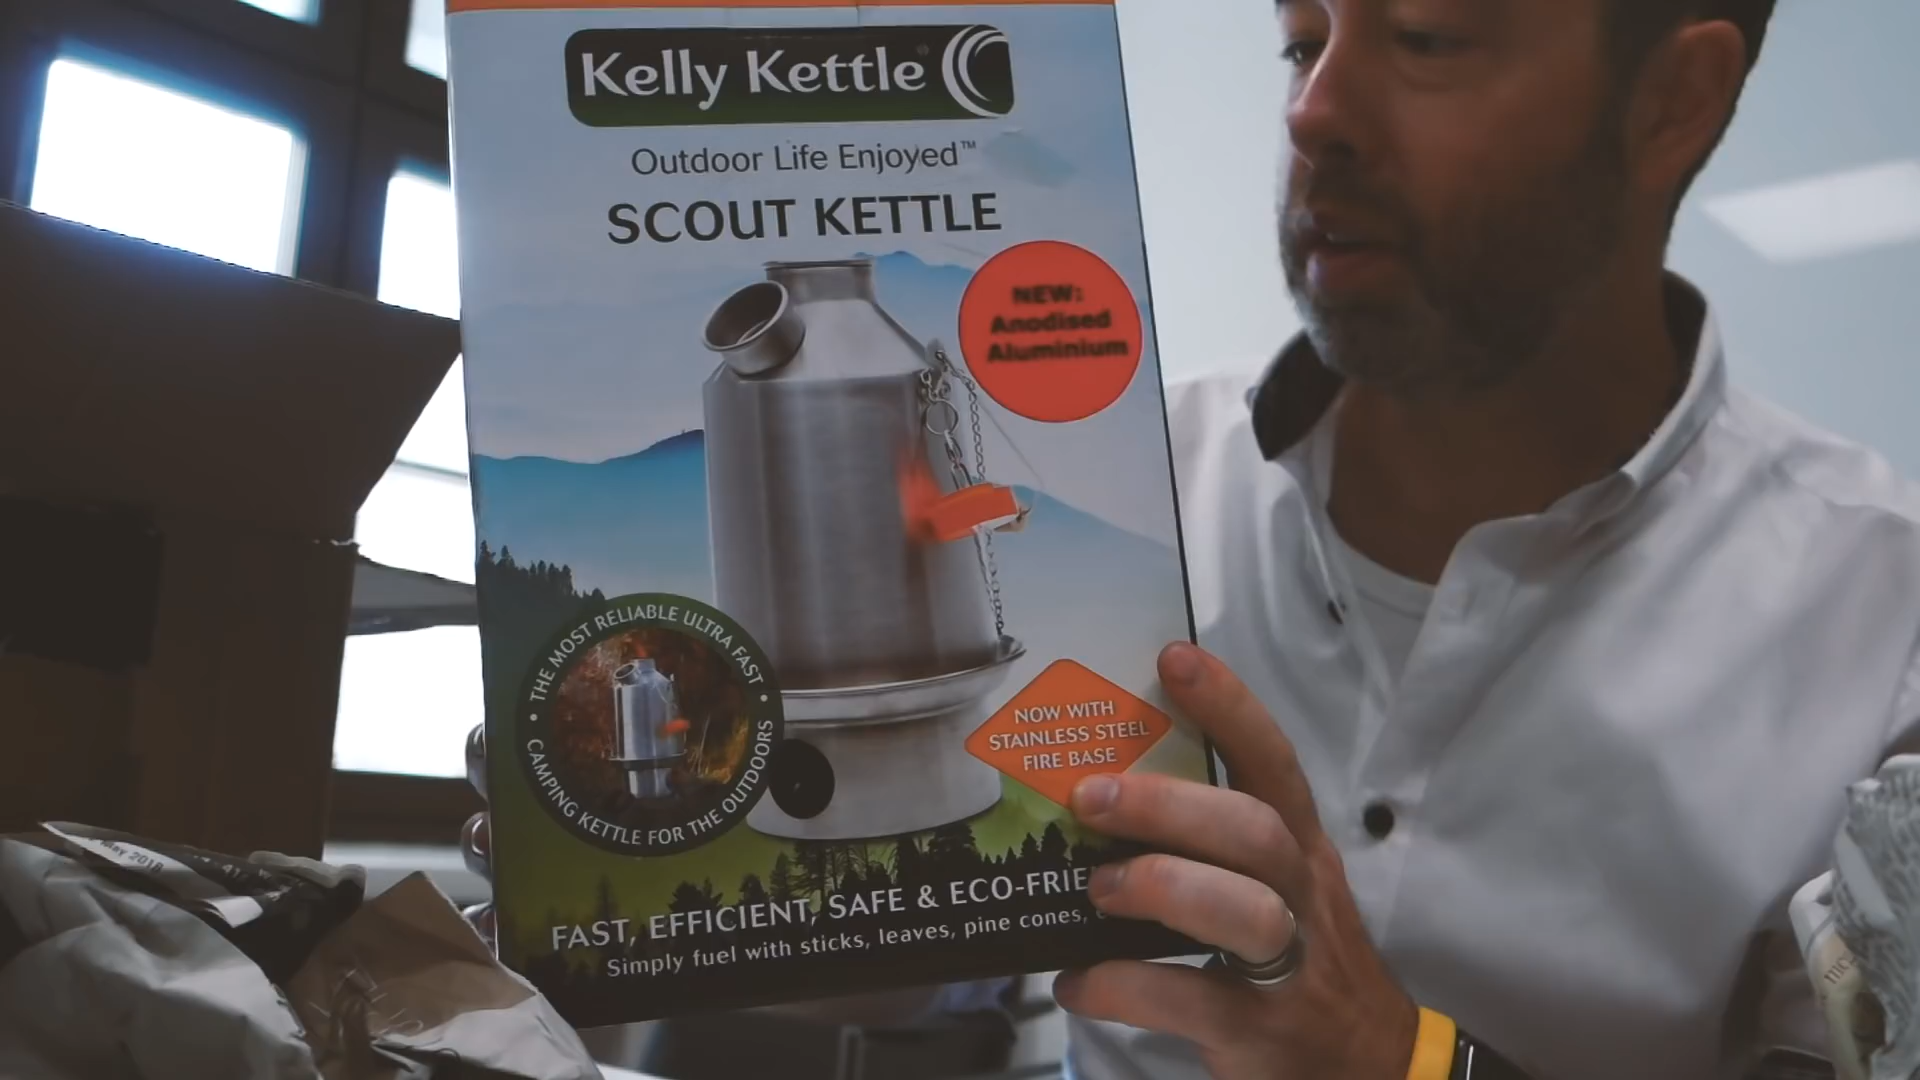 Kelly Kettle®
Outdoor Life Enjoyed™
SCOUT KETTLE
NEW:
Anodised
Aluminium
THE MOST RELIABLE ULTRA FAST
CAMPING KETTLE FOR THE OUTDOORS
NOW WITH
STAINLESS STEEL
FIRE BASE
FAST, EFFICIENT, SAFE & ECO-FRIE
Simply fuel with sticks, leaves, pine cones,
May 2018